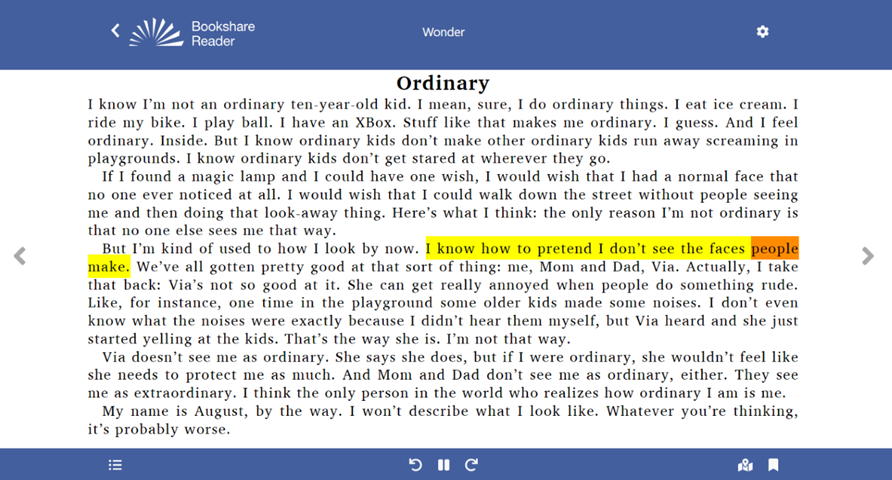 Bookshare
Reader
Wonder
Ordinary
I know I’m not an ordinary ten-year-old kid. I mean, sure, I do ordinary things. I eat ice cream. I
ride my bike. I play ball. I have an XBox. Stuff like that makes me ordinary. I guess. And I feel
ordinary. Inside. But I know ordinary kids don’t make other ordinary kids run away screaming in
playgrounds. I know ordinary kids don’t get stared at wherever they go.
If I found a magic lamp and I could have one wish, I would wish that I had a normal face that
no one ever noticed at all. I would wish that I could walk down the street without people seeing
me and then doing that look-away thing. Here’s what I think: the only reason I’m not ordinary is
that no one else sees me that way.
But I’m kind of used to how I look by now. I know how to pretend I don’t see the faces people
make. We’ve all gotten pretty good at that sort of thing: me, Mom and Dad, Via. Actually, I take
that back: Via’s not so good at it. She can get really annoyed when people do something rude.
Like, for instance, one time in the playground some older kids made some noises. I don’t even
know what the noises were exactly because I didn’t hear them myself, but Via heard and she just
started yelling at the kids. That’s the way she is. I’m not that way.
Via doesn’t see me as ordinary. She says she does, but if I were ordinary, she wouldn’t feel like
she needs to protect me as much. And Mom and Dad don’t see me as ordinary, either. They see
me as extraordinary. I think the only person in the world who realizes how ordinary I am is me.
My name is August, by the way. I won’t describe what I look like. Whatever you’re thinking,
it’s probably worse.